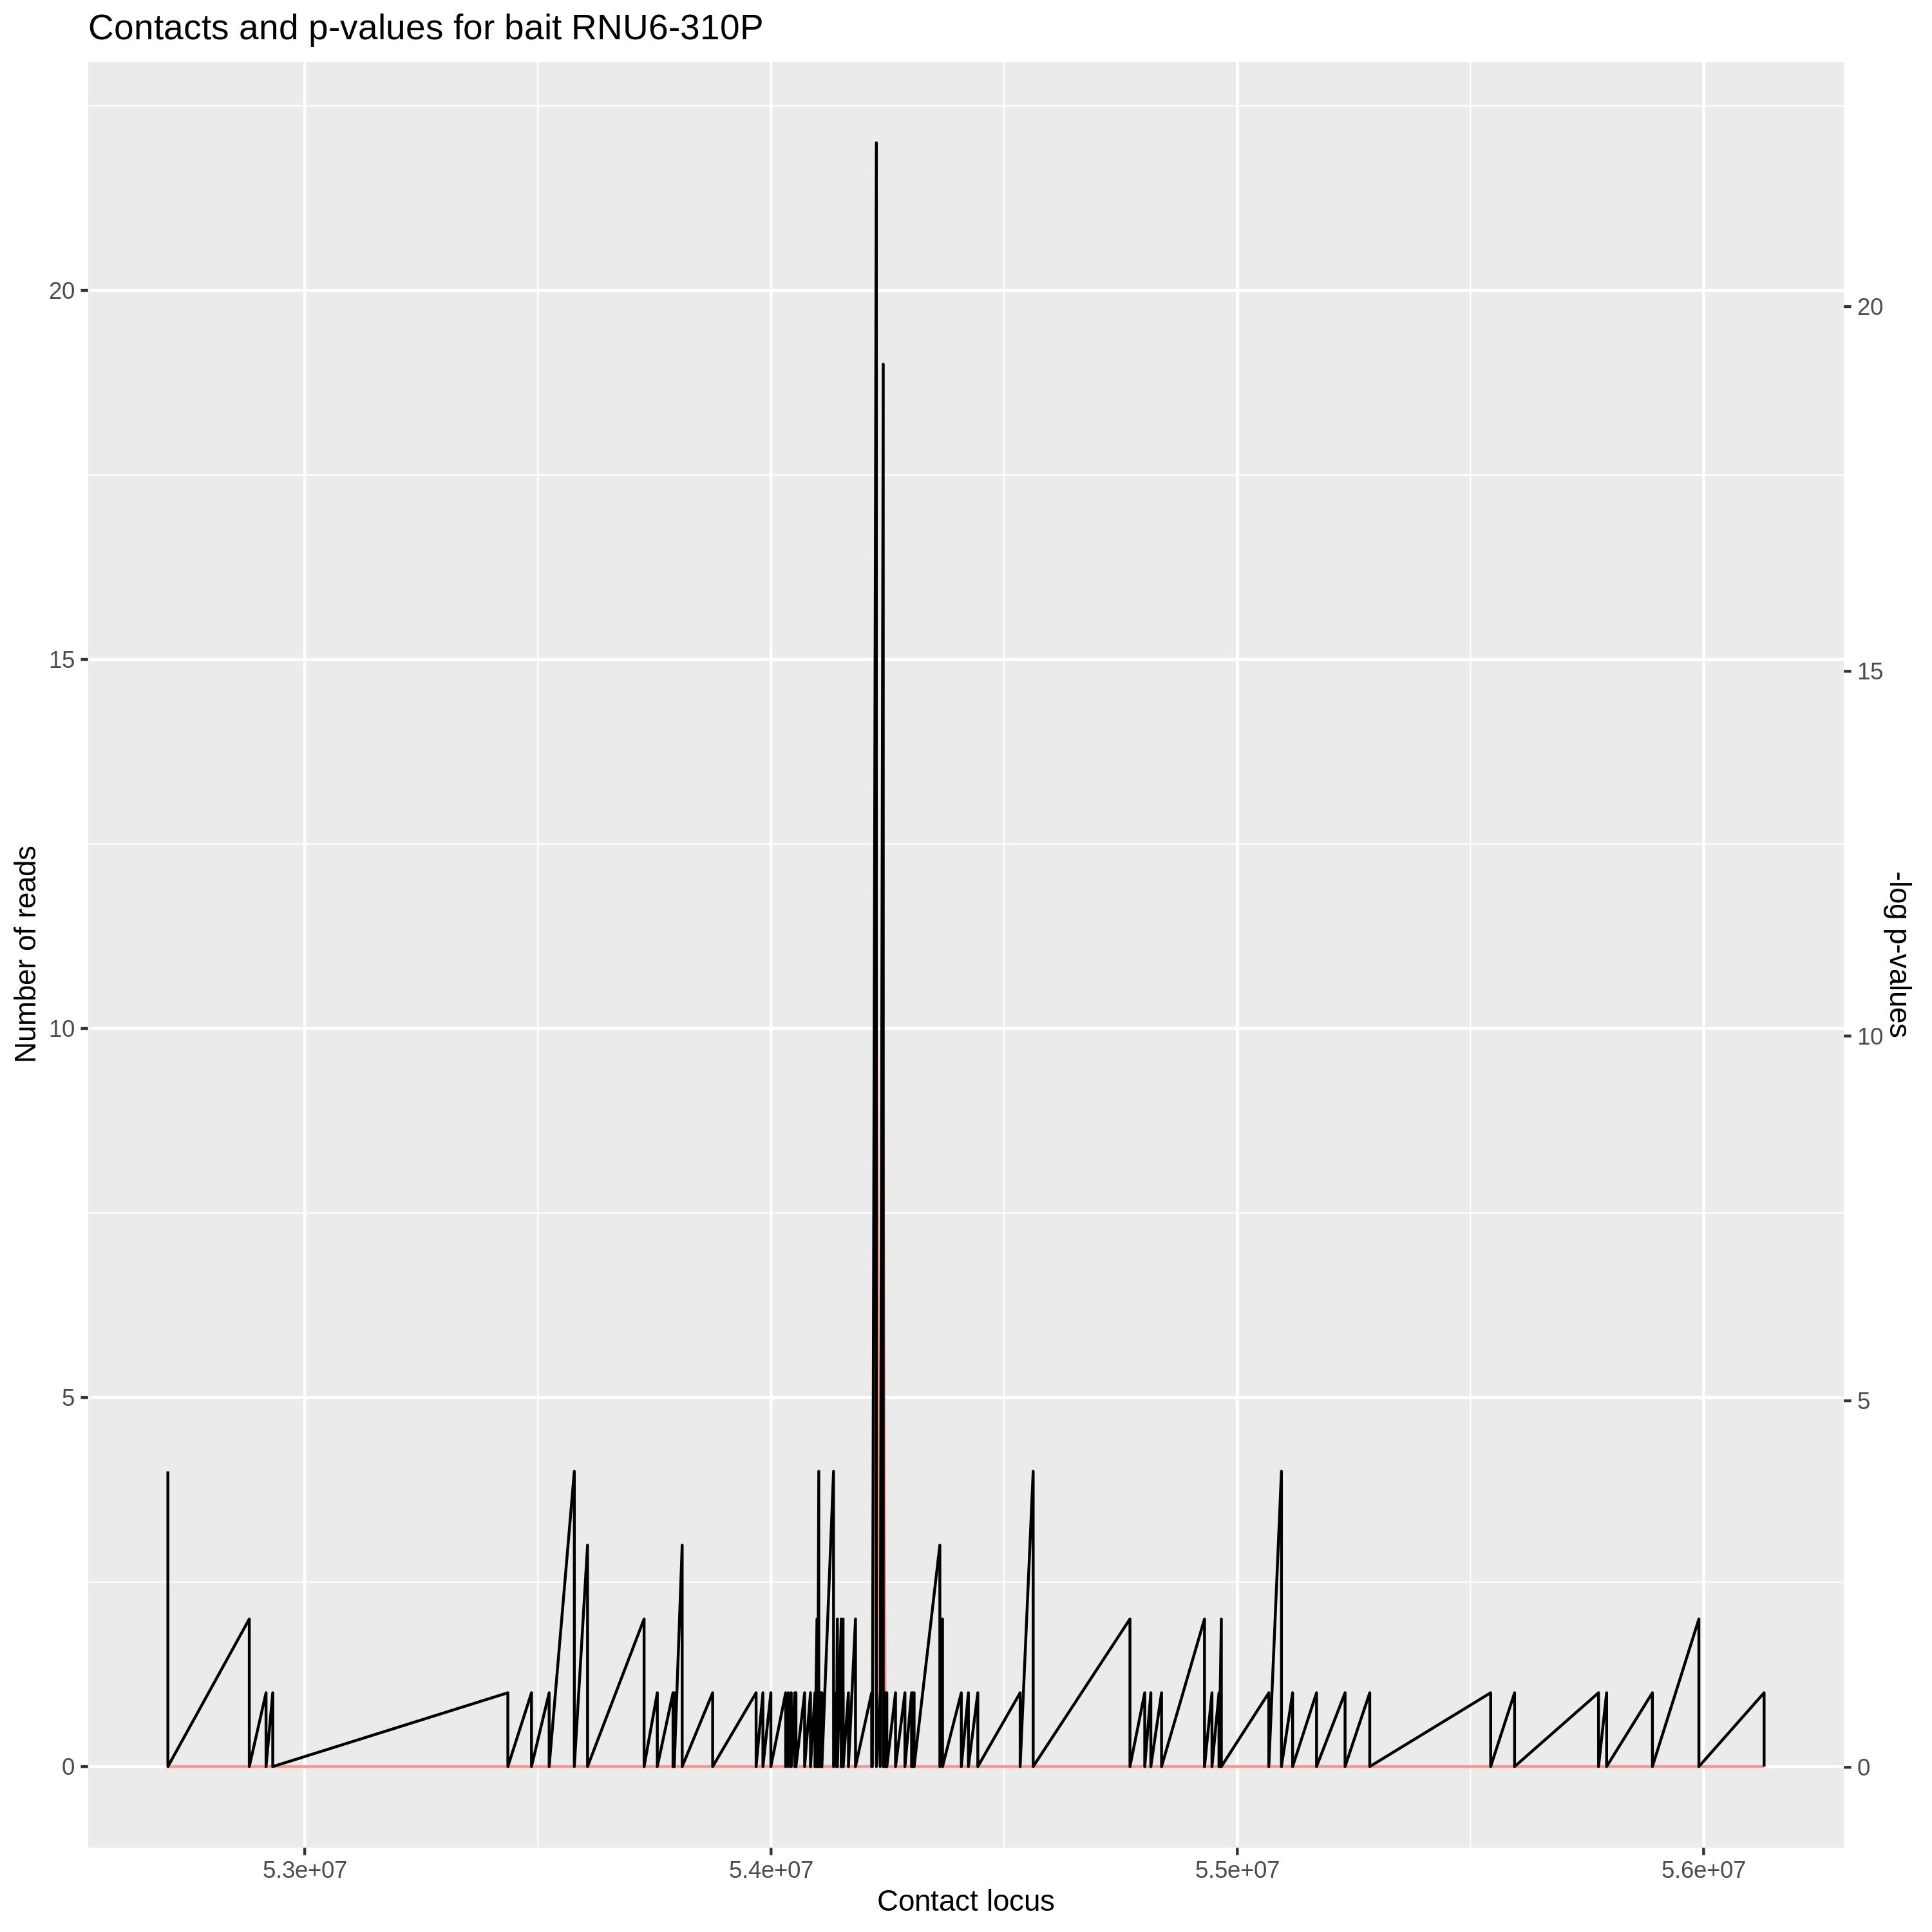 Contacts and p-values for bait RNU6-310P
20
15
10
5
0
Number of reads
20
15
10
5
0
-log p-values
5.3e+07
5.4e+07
5.5e+07
5.6e+07
Contact locus